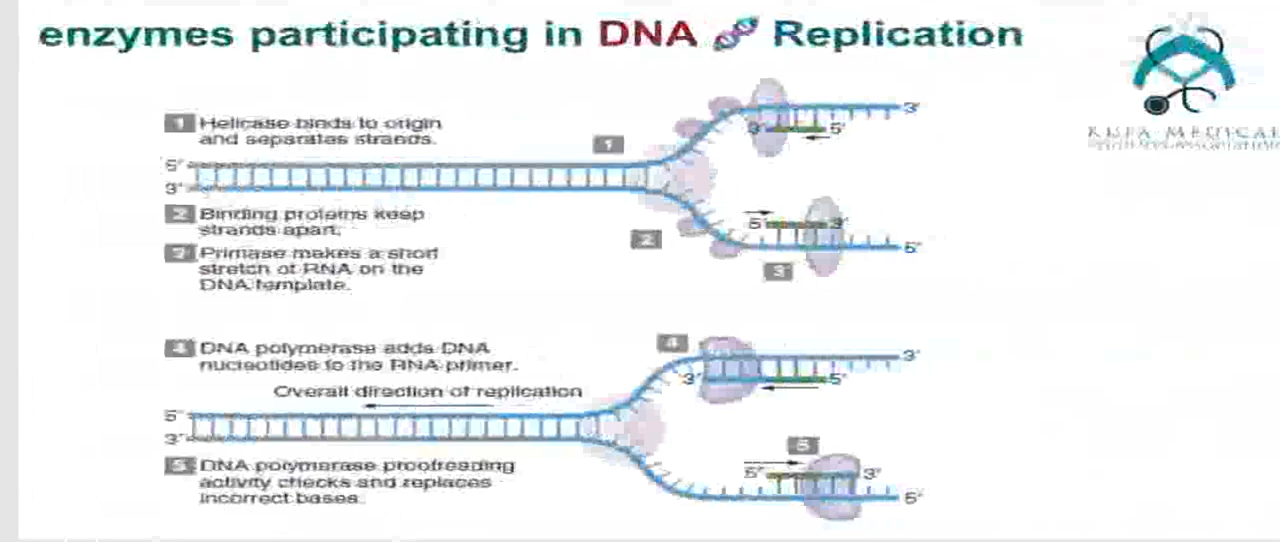 enzymes participating in DNA Replication
1 Helicase binds to origin
and separates strands.
1
3'
3' 5'
5'
3'
2 Binding proteins keep
strands apart.
3 Primase makes a short
stretch of RNA on the
DNA template.
5' 3'
2
5'
3
4 DNA polymerase adds DNA
nucleotides to the RNA primer.
4
3'
3' 5'
Overall direction of replication
5'
3'
5 DNA polymerase proofreading
activity checks and replaces
incorrect bases.
5
5' 3'
5'
KUFA MEDICAL